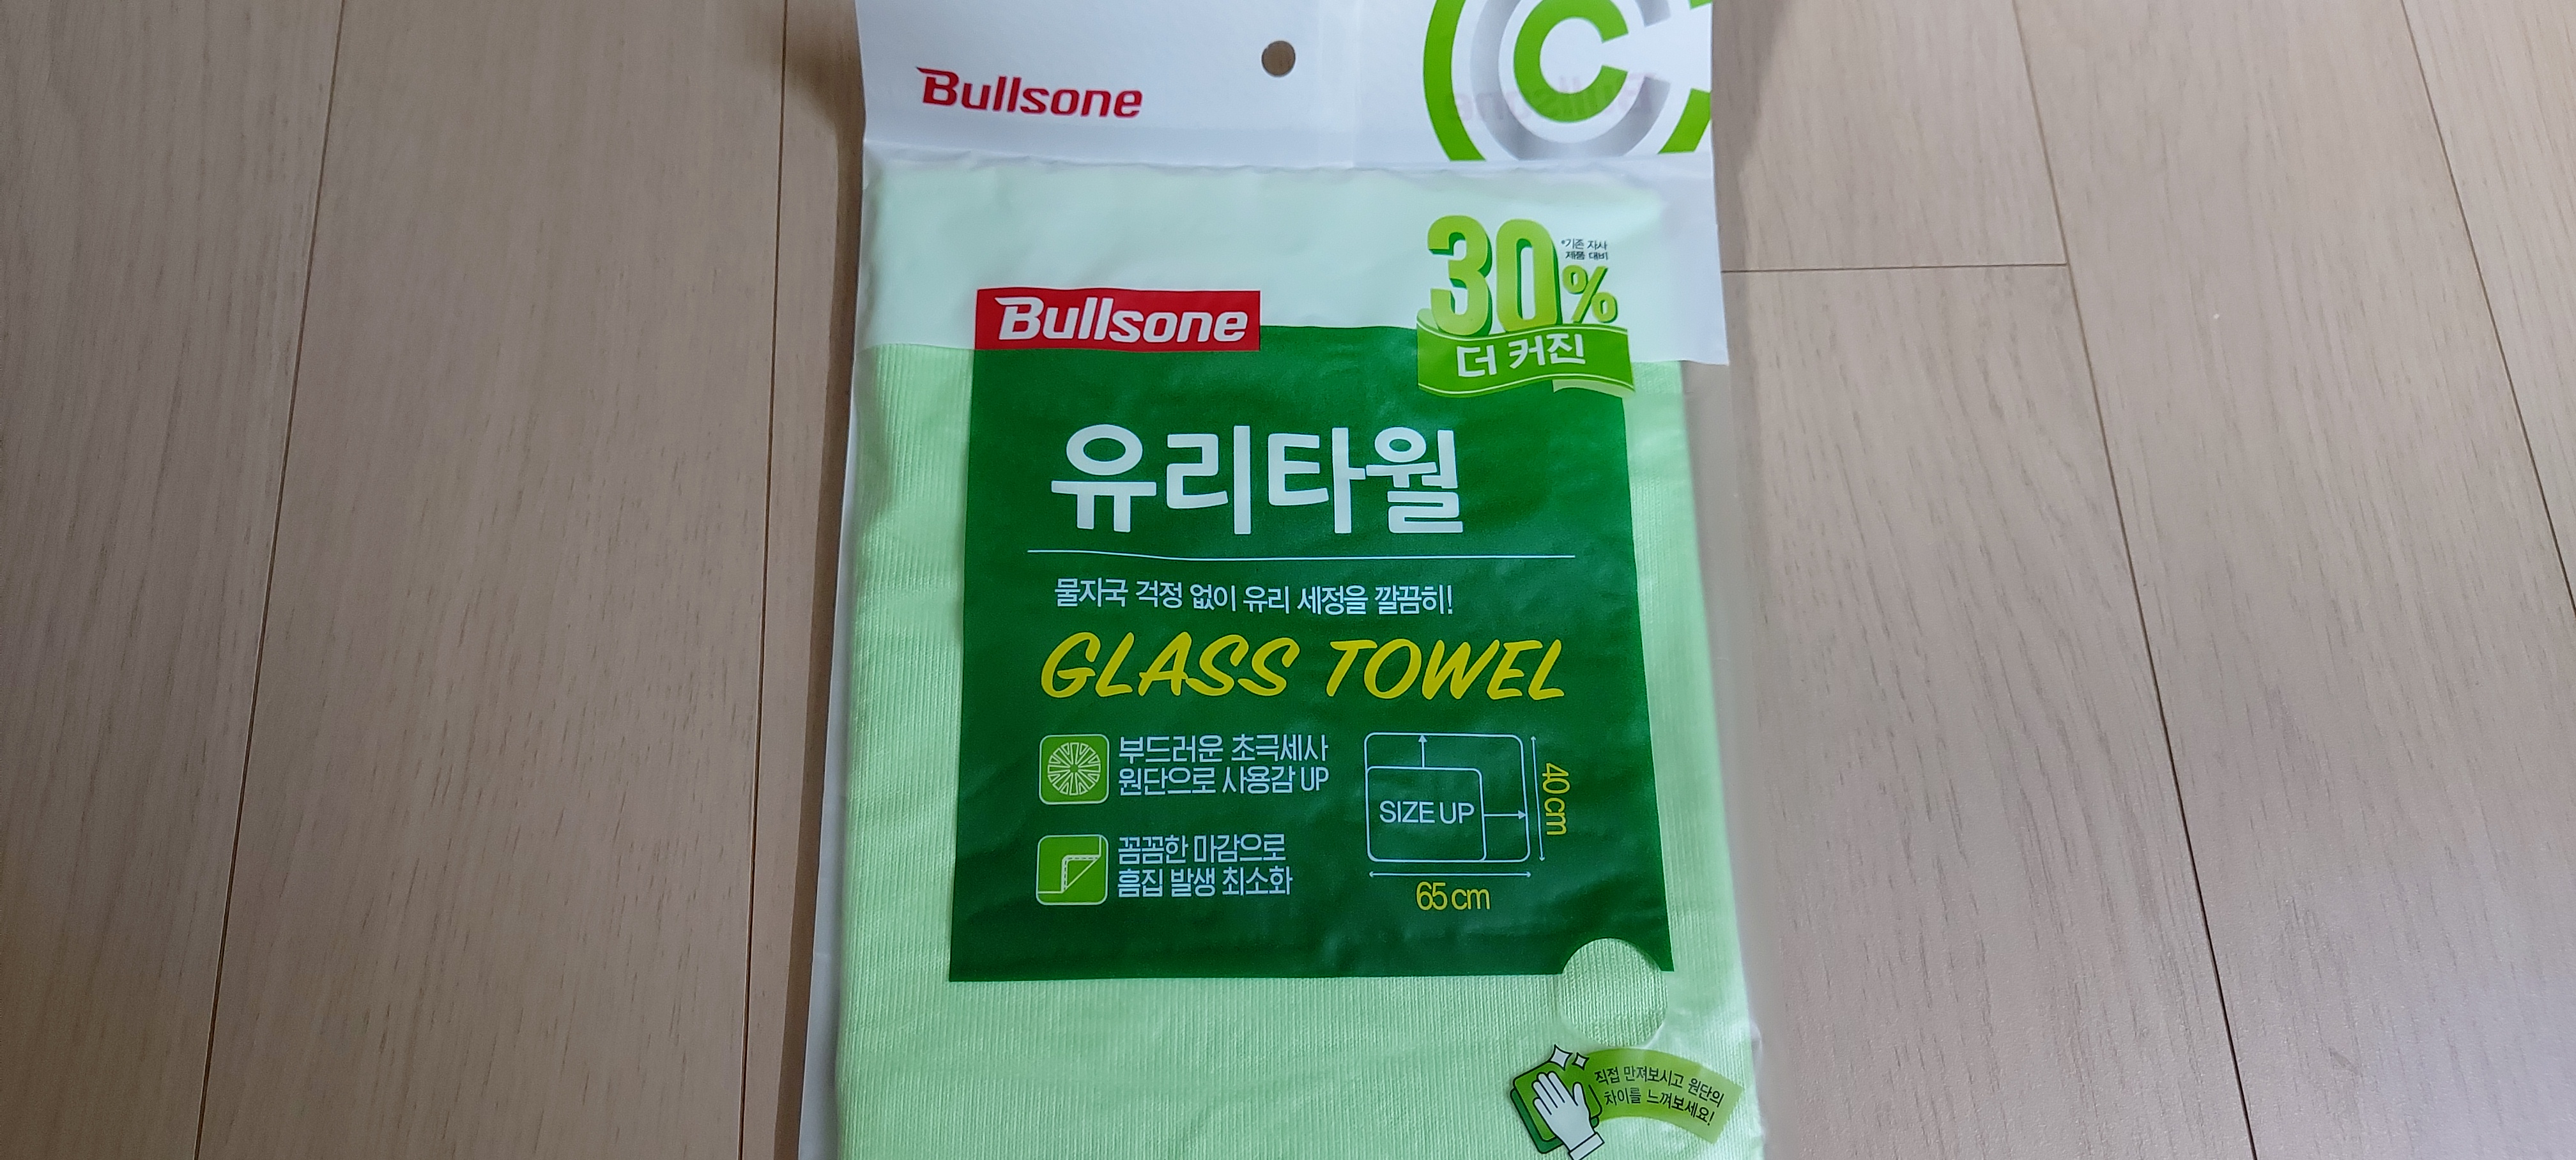 Bullsone
C
30%
*기존 자사
제품 대비
더 커진
Bullsone
유리타월
물자국 걱정 없이 유리 세정을 깔끔히!
GLASS TOWEL
부드러운 초극세사
원단으로 사용감 UP
꼼꼼한 마감으로
흠집 발생 최소화
SIZE UP
40cm
65cm
직접 만져보시고 원단의
차이를 느껴보세요!